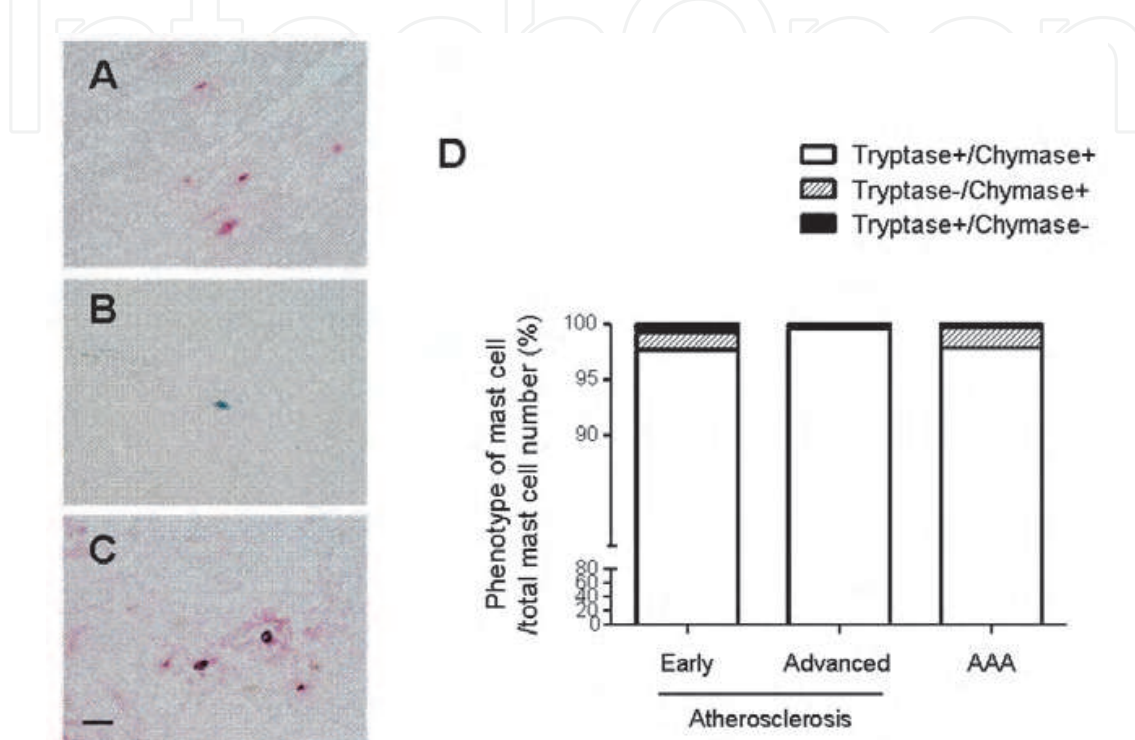 IntechOpen
A
B
C
D
Tryptase+/Chymase+
Tryptase-/Chymase+
Tryptase+/Chymase-
Phenotype of mast cell
/total mast cell number (%)
100
95
90
80
60
40
20
0
Early
Advanced
AAA
Atherosclerosis